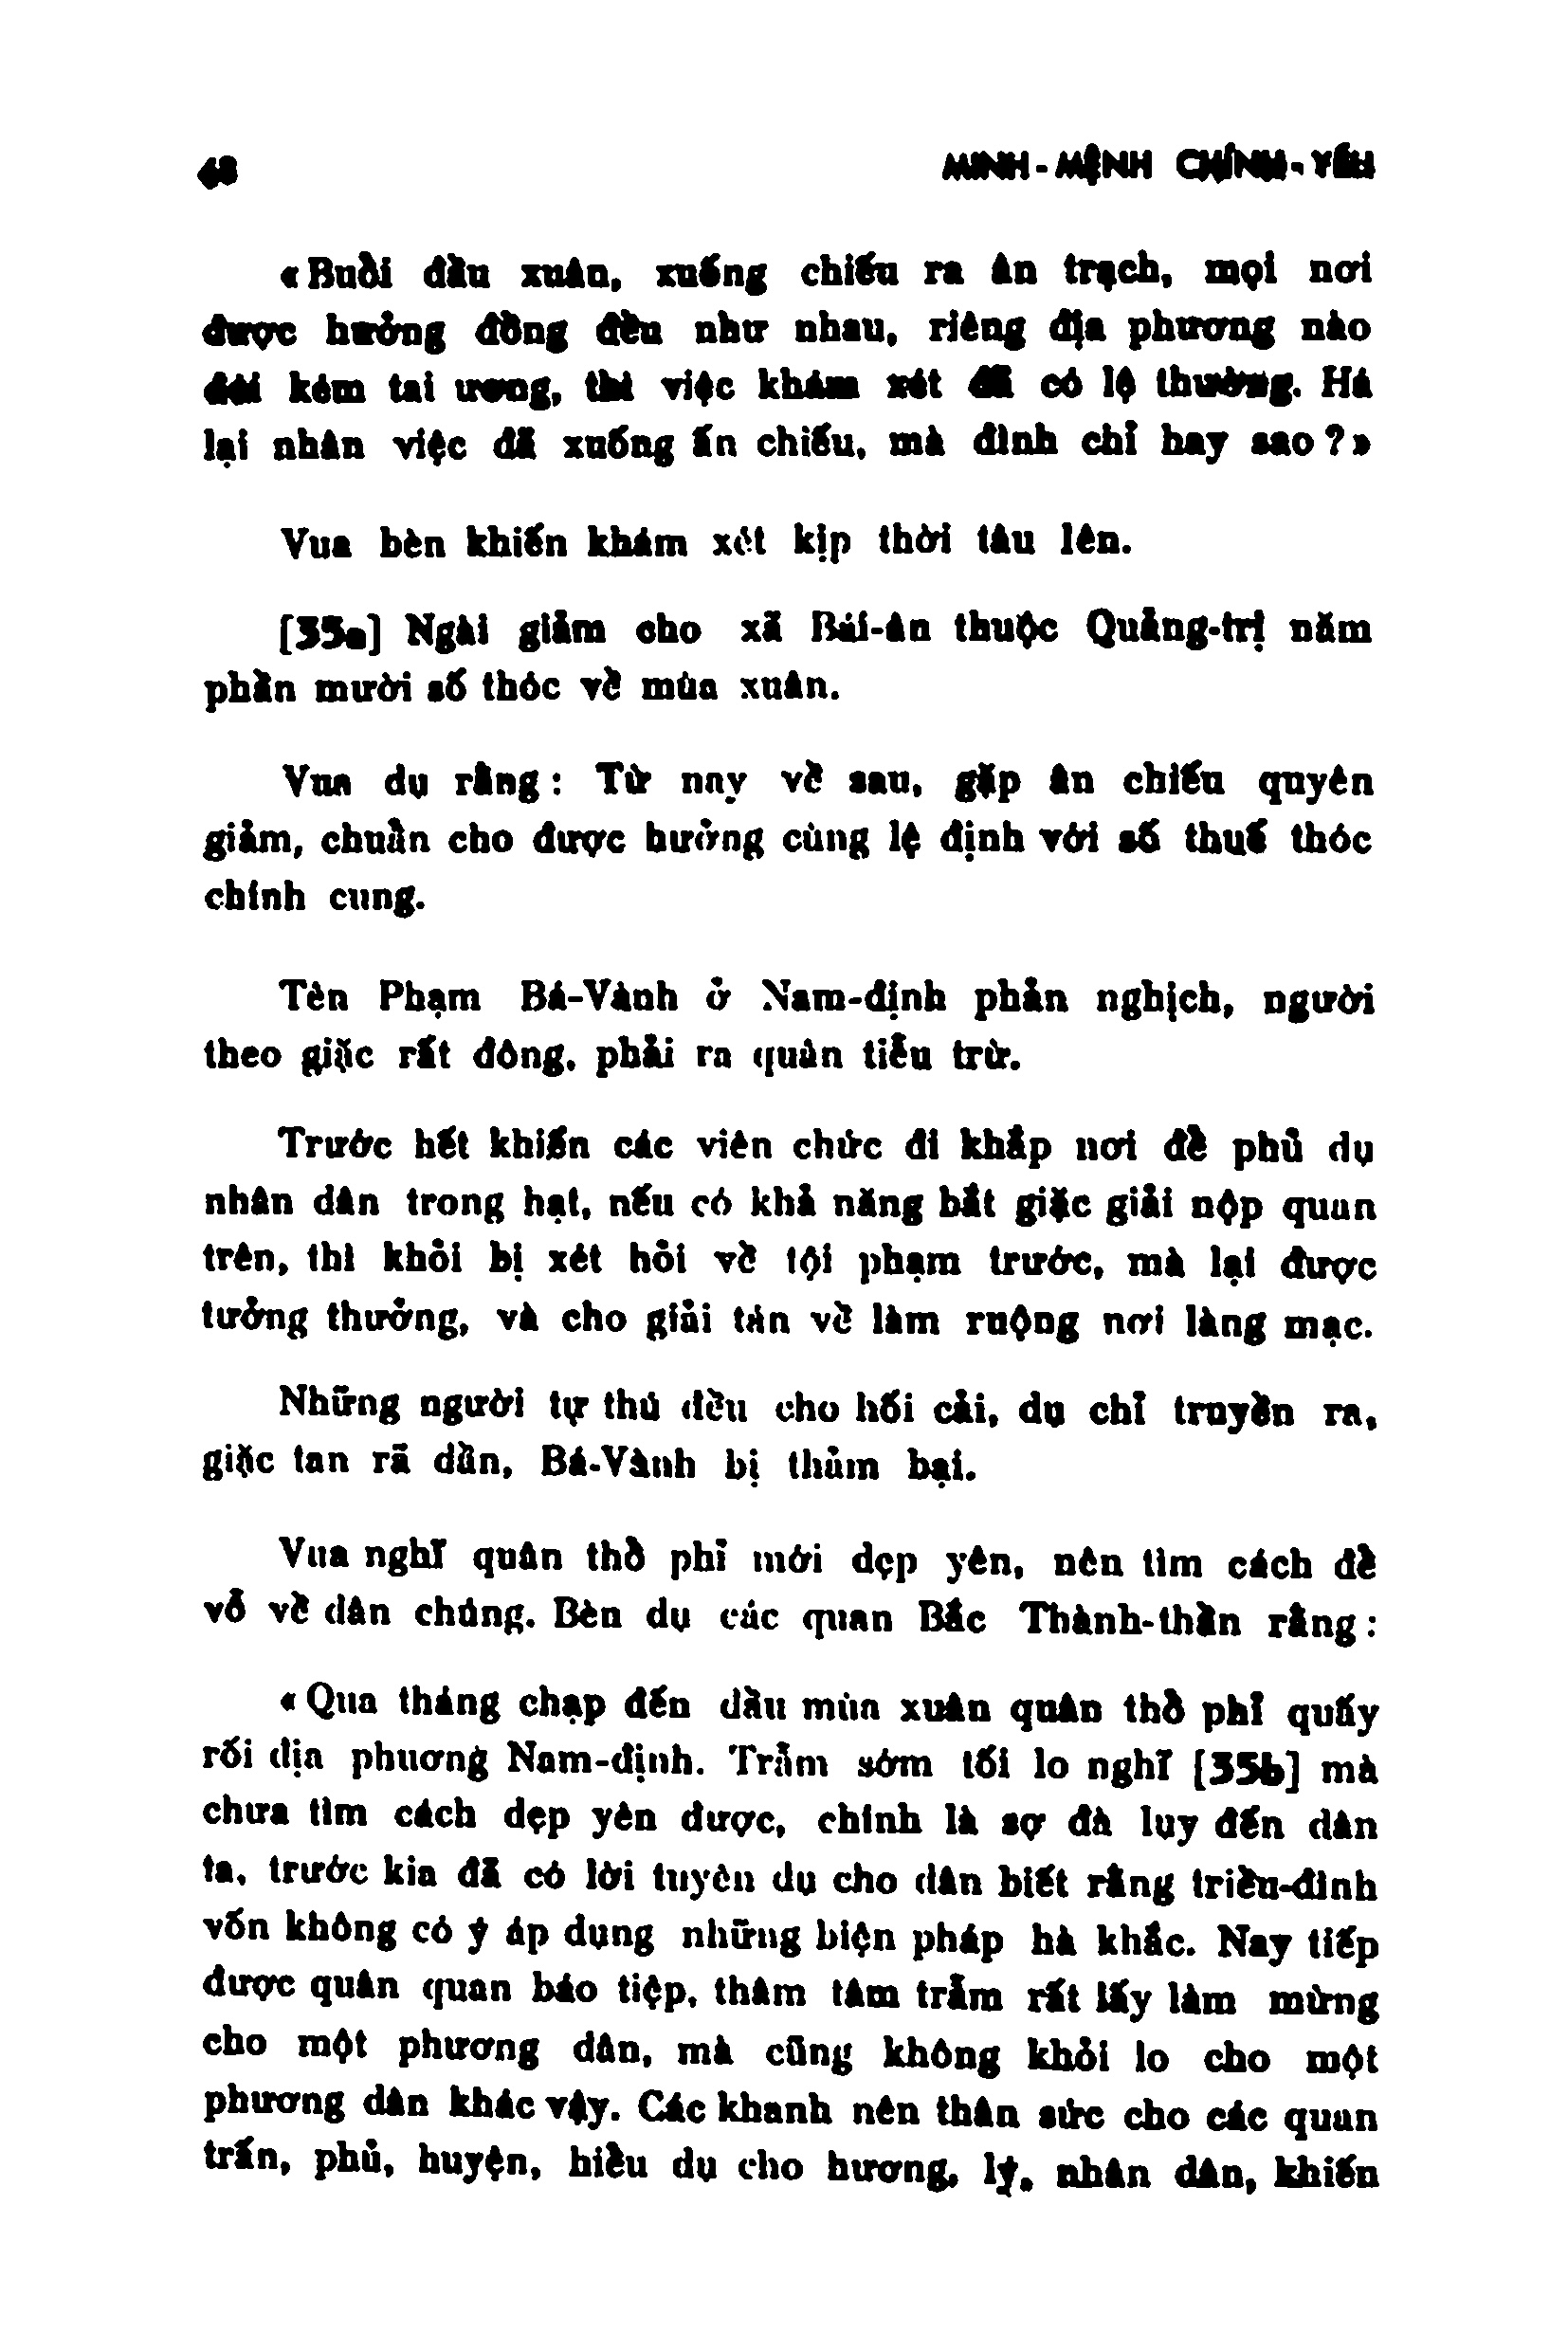 48 MINH-MỆNH CHÍNH-YẾU
« Buổi đầu xuân, xuống chiếu ra ân trạch, mọi nơi
được hưởng đồng đều như nhau, riêng địa phương nào
đói kém tai ương, thì việc khám xét đã có lệ thường. Há
lại nhân việc đã xuống ấn chiếu, mà đình chỉ hay sao ? »
Vua bèn khiến khám xét kịp thời tâu lên.
[35a] Ngài giảm cho xã Bái-ân thuộc Quảng-trị năm
phần mười số thóc về mùa xuân.
Vua dụ rằng : Từ nay về sau, gặp ân chiếu quyên
giảm, chuẩn cho được hưởng cùng lệ định với số thuế thóc
chính cung.
Tên Phạm Bá-Vành ở Nam-định phản nghịch, người
theo giặc rất đông, phải ra quân tiễu trừ.
Trước hết khiến các viên chức đi khắp nơi để phủ dụ
nhân dân trong hạt, nếu có khả năng bắt giặc giải nộp quan
trên, thì khỏi bị xét hỏi về tội phạm trước, mà lại được
tưởng thưởng, và cho giải tán về làm ruộng nơi làng mạc.
Những người tự thú đều cho hối cải, dụ chỉ truyền ra,
giặc tan rã dần, Bá-Vành bị thảm bại.
Vua nghĩ quân thổ phỉ mới dẹp yên, nên tìm cách để
vỗ về dân chúng. Bèn dụ các quan Bắc Thành-thần rằng :
« Qua tháng chạp đến đầu mùa xuân quân thổ phỉ quấy
rối địa phuơng Nam-định. Trẫm sớm tối lo nghĩ [35b] mà
chưa tìm cách dẹp yên được, chính là sợ đà lụy đến dân
ta, trước kia đã có lời tuyên dụ cho dân biết rằng triều-đình
vốn không có ý áp dụng những biện pháp hà khắc. Nay tiếp
được quân quan báo tiệp, thâm tâm trẫm rất lấy làm mừng
cho một phương dân, mà cũng không khỏi lo cho một
phương dân khác vậy. Các khanh nên thân sức cho các quan
trấn, phủ, huyện, hiểu dụ cho hương, lý, nhân dân, khiến